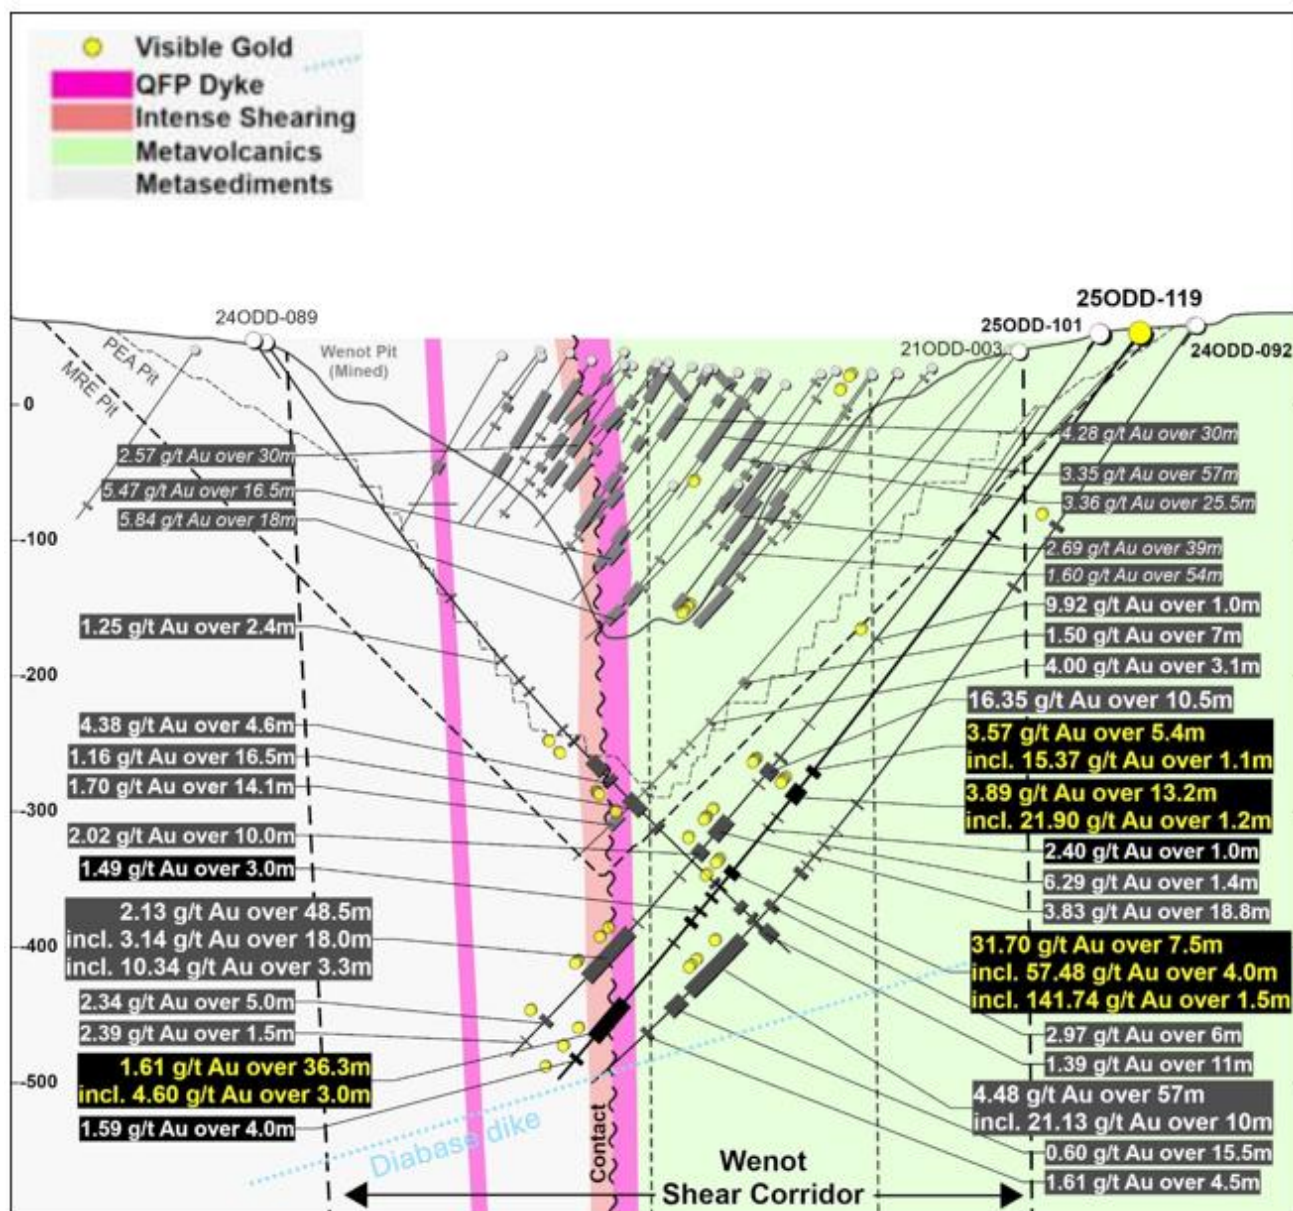 Visible Gold
QFP Dyke
Intense Shearing
Metavolcanics
Metasediments
25ODD-119
24ODD-089
25ODD-101
21ODD-003
24ODD-092
Wenot Pit
(Mined)
PEA Pit
MRE Pit
0
-100
-200
-300
-400
-500
2.57 g/t Au over 30m
5.47 g/t Au over 16.5m
5.84 g/t Au over 18m
1.25 g/t Au over 2.4m
4.38 g/t Au over 4.6m
1.16 g/t Au over 16.5m
1.70 g/t Au over 14.1m
2.02 g/t Au over 10.0m
1.49 g/t Au over 3.0m
2.13 g/t Au over 48.5m
incl. 3.14 g/t Au over 18.0m
incl. 10.34 g/t Au over 3.3m
2.34 g/t Au over 5.0m
2.39 g/t Au over 1.5m
1.61 g/t Au over 36.3m
incl. 4.60 g/t Au over 3.0m
1.59 g/t Au over 4.0m
4.28 g/t Au over 30m
3.35 g/t Au over 57m
3.36 g/t Au over 25.5m
2.69 g/t Au over 39m
1.60 g/t Au over 54m
9.92 g/t Au over 1.0m
1.50 g/t Au over 7m
4.00 g/t Au over 3.1m
16.35 g/t Au over 10.5m
3.57 g/t Au over 5.4m
incl. 15.37 g/t Au over 1.1m
3.89 g/t Au over 13.2m
incl. 21.90 g/t Au over 1.2m
2.40 g/t Au over 1.0m
6.29 g/t Au over 1.4m
3.83 g/t Au over 18.8m
31.70 g/t Au over 7.5m
incl. 57.48 g/t Au over 4.0m
incl. 141.74 g/t Au over 1.5m
2.97 g/t Au over 6m
1.39 g/t Au over 11m
4.48 g/t Au over 57m
incl. 21.13 g/t Au over 10m
0.60 g/t Au over 15.5m
1.61 g/t Au over 4.5m
Diabase dike
Contact
Wenot
Shear Corridor